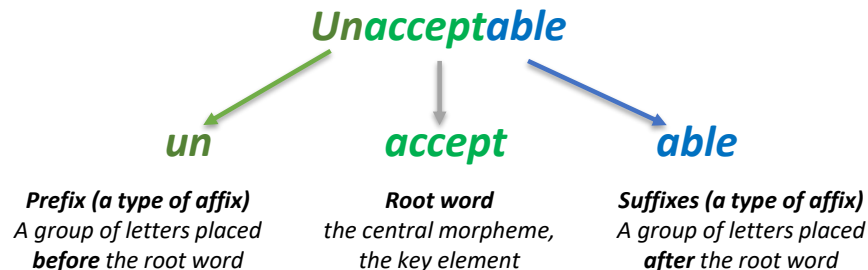 Unacceptable
un accept able
Prefix (a type of affix) Root word Suffixes (a type of affix)
A group of letters placed the central morpheme, A group of letters placed
before the root word the key element after the root word